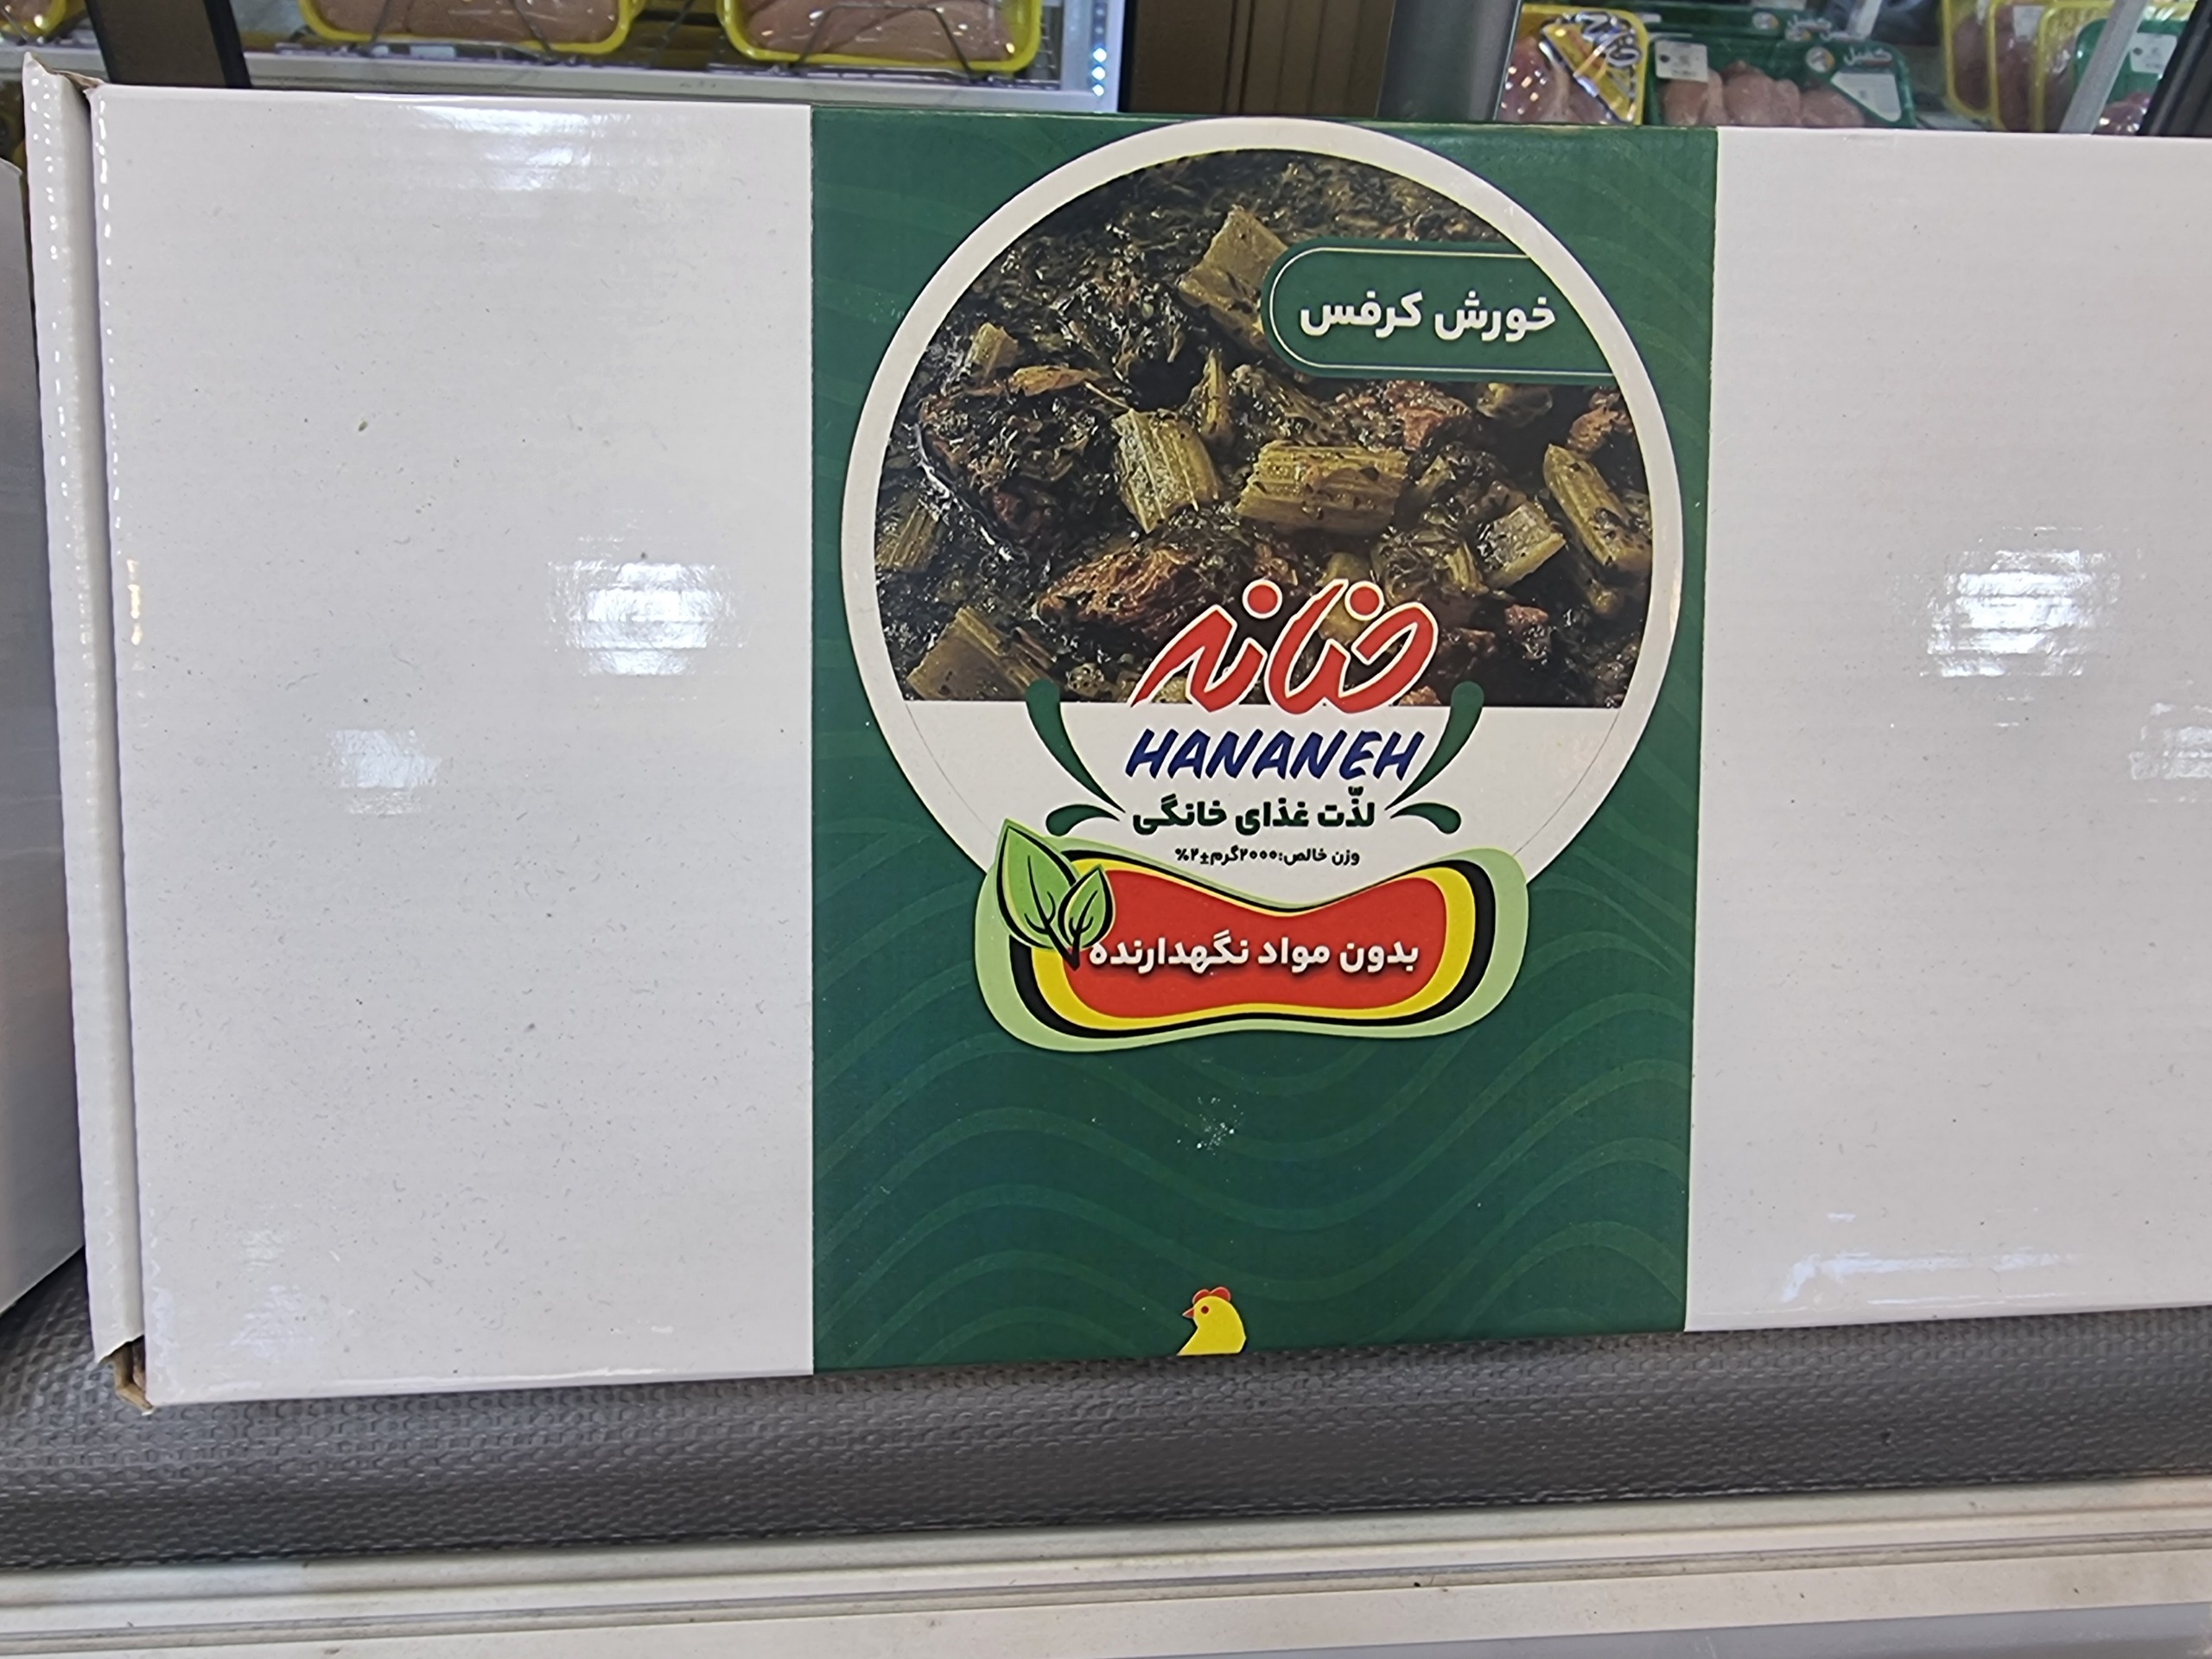 خورش کرفس
حنانه
HANANEH
لذّت غذای خانگی
وزن خالص:۲۰۰۰گرم±۲%
بدون مواد نگهدارنده